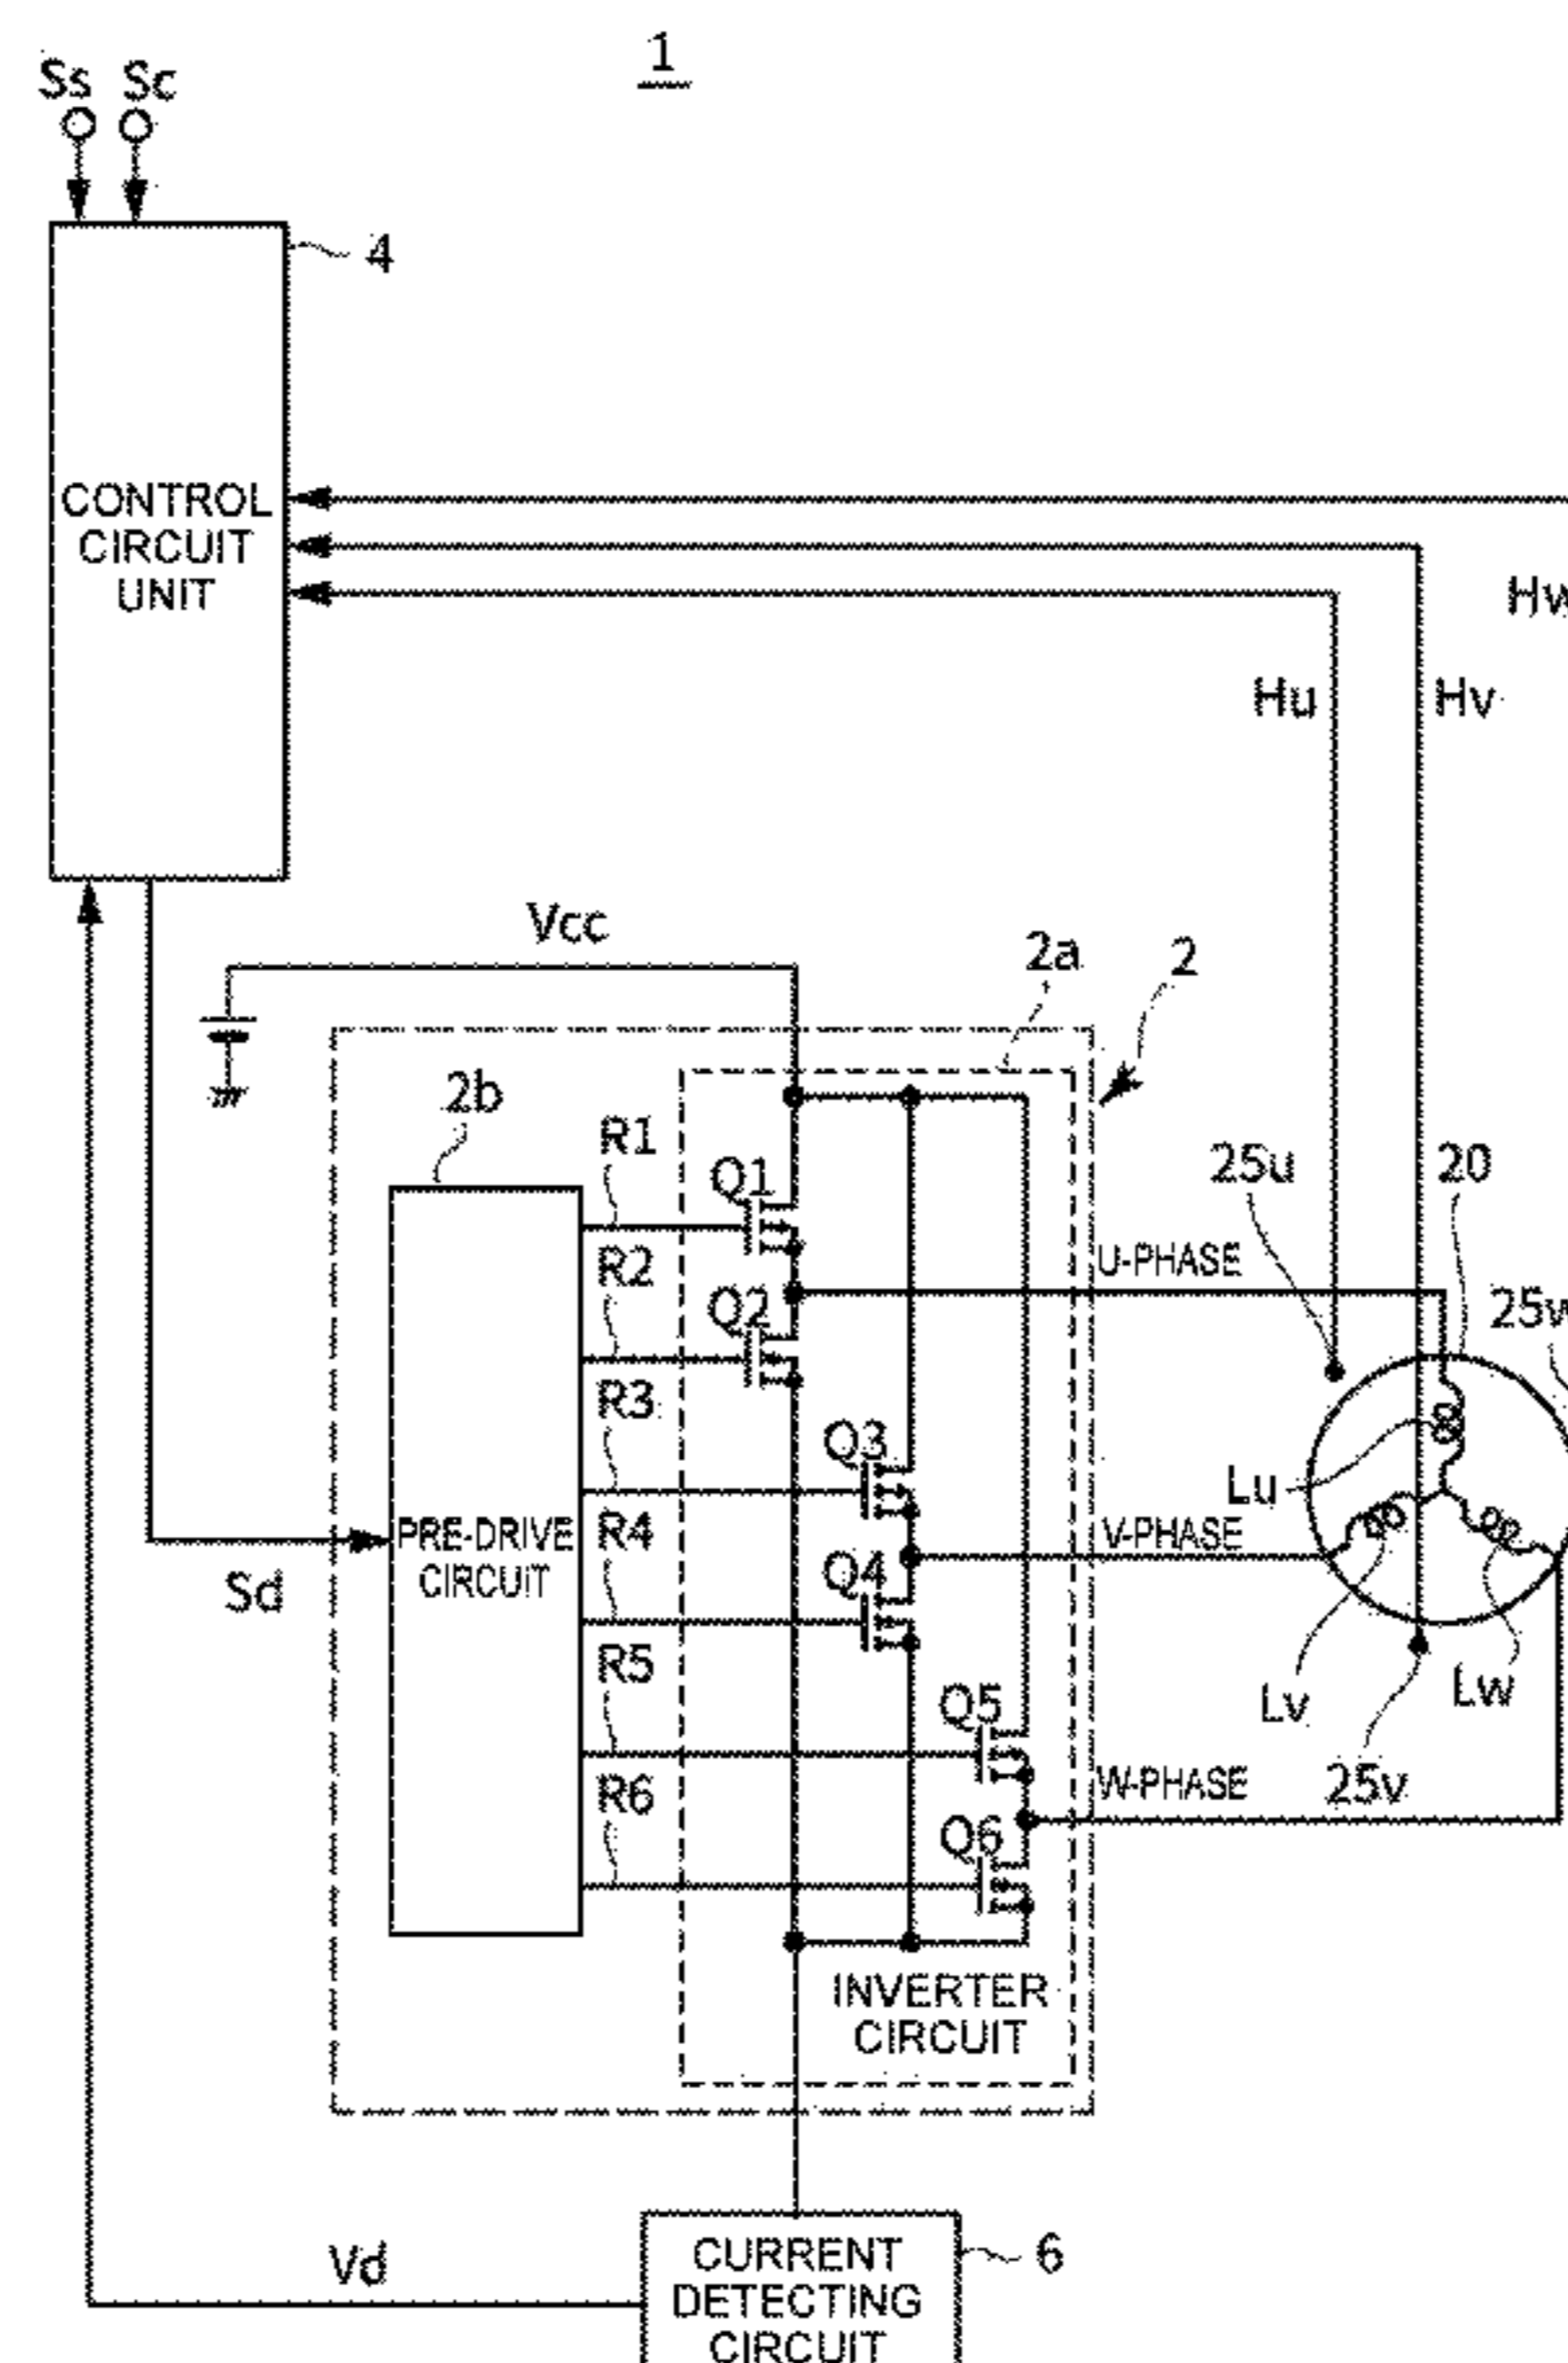 1
Ss Sc
4
CONTROL
CIRCUIT
UNIT
Hw
Hu
Hv
Vcc
2a
2
2b
R1
Q1
25u
20
R2
U-PHASE
Q2
R3
Q3
Lu
R4
PRE-DRIVE
CIRCUIT
V-PHASE
Q4
Sd
R5
Q5
Lv
Lw
R6
W-PHASE
25v
Q6
INVERTER
CIRCUIT
Vd
CURRENT
DETECTING
CIRCUIT
6